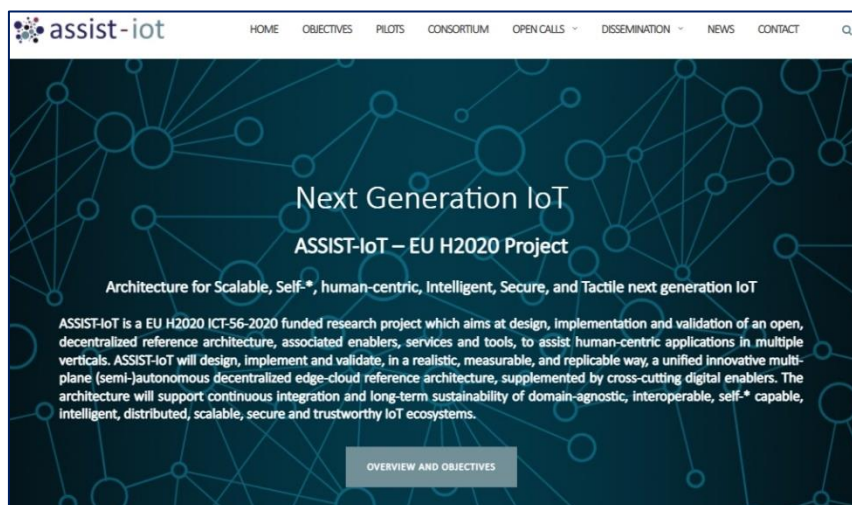 assist-iot
HOME OBJECTIVES PILOTS CONSORTIUM OPEN CALLS DISSEMINATION NEWS CONTACT
Next Generation IoT
ASSIST-IoT – EU H2020 Project
Architecture for Scalable, Self-*, human-centric, Intelligent, Secure, and Tactile next generation IoT
ASSIST-IoT is a EU H2020 ICT-56-2020 funded research project which aims at design, implementation and validation of an open,
decentralized reference architecture, associated enablers, services and tools, to assist human-centric applications in multiple
verticals. ASSIST-IoT will design, implement and validate, in a realistic, measurable, and replicable way, a unified innovative multi-
plane (semi-)autonomous decentralized edge-cloud reference architecture, supplemented by cross-cutting digital enablers. The
architecture will support continuous integration and long-term sustainability of domain-agnostic, interoperable, self-* capable,
intelligent, distributed, scalable, secure and trustworthy IoT ecosystems.
OVERVIEW AND OBJECTIVES